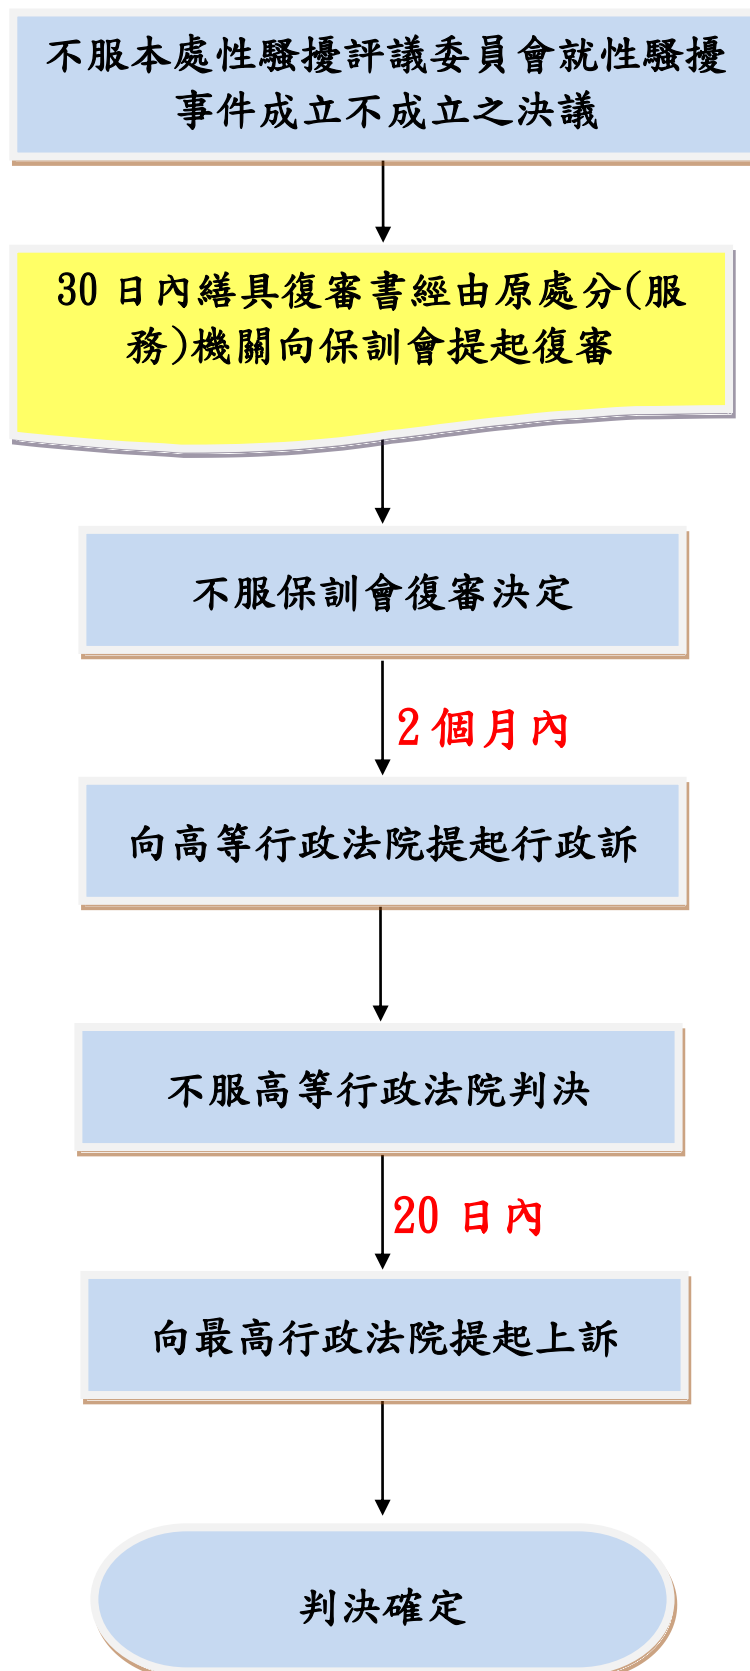 不服本處性騷擾評議委員會就性騷擾
事件成立不成立之決議
30 日內繕具復審書經由原處分(服
務)機關向保訓會提起復審
不服保訓會復審決定
2 個月內
向高等行政法院提起行政訴
不服高等行政法院判決
20 日內
向最高行政法院提起上訴
判決確定